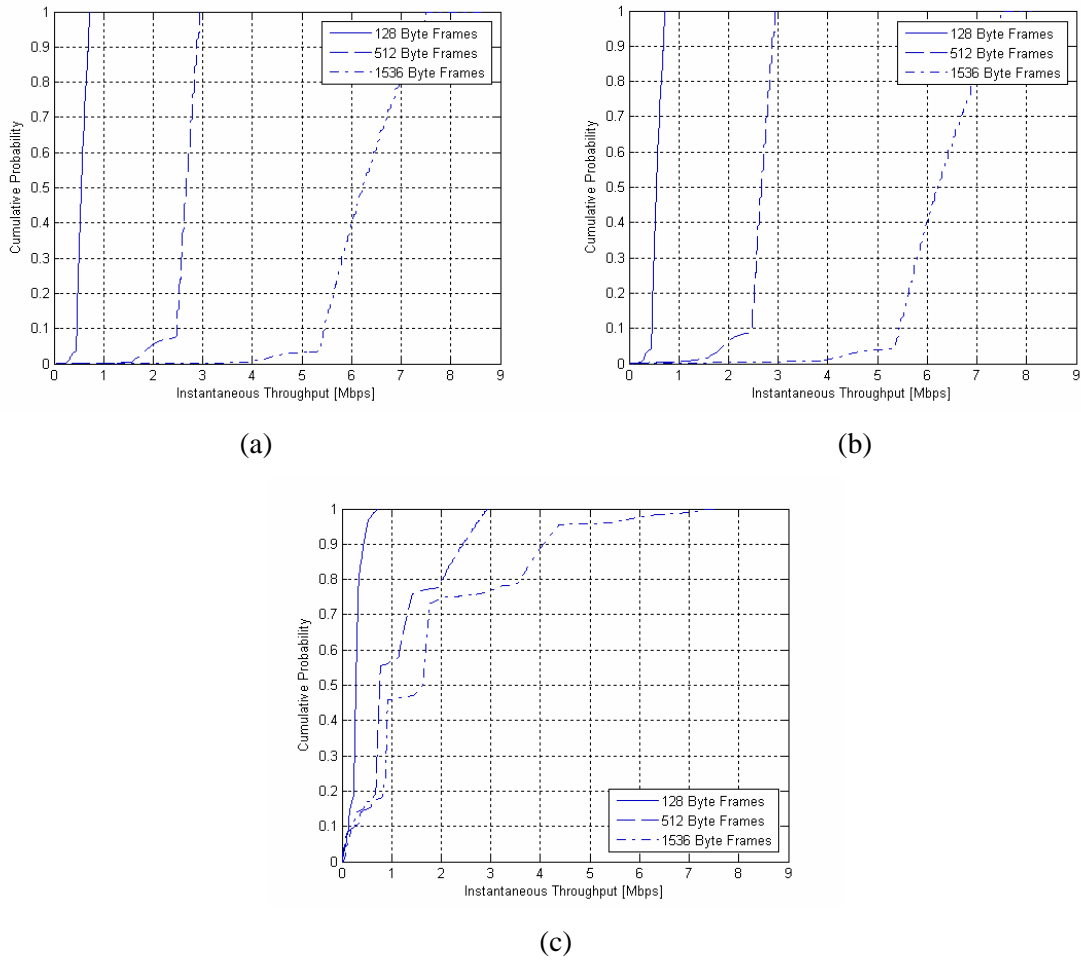 1
0.9
0.8
0.7
0.6
0.5
0.4
0.3
0.2
0.1
0
Cumulative Probability
128 Byte Frames
512 Byte Frames
1536 Byte Frames
0 1 2 3 4 5 6 7 8 9
Instantaneous Throughput [Mbps]
(a)
1
0.9
0.8
0.7
0.6
0.5
0.4
0.3
0.2
0.1
0
Cumulative Probability
128 Byte Frames
512 Byte Frames
1536 Byte Frames
0 1 2 3 4 5 6 7 8 9
Instantaneous Throughput [Mbps]
(b)
1
0.9
0.8
0.7
0.6
0.5
0.4
0.3
0.2
0.1
0
Cumulative Probability
128 Byte Frames
512 Byte Frames
1536 Byte Frames
0 1 2 3 4 5 6 7 8 9
Instantaneous Throughput [Mbps]
(c)